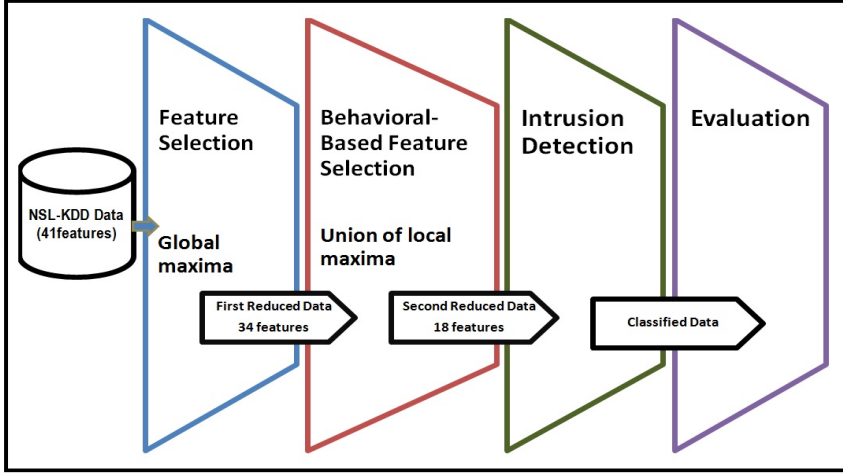 NSL-KDD Data
(41features)
Feature
Selection
Global
maxima
First Reduced Data
34 features
Behavioral-
Based Feature
Selection
Union of local
maxima
Second Reduced Data
18 features
Intrusion
Detection
Classified Data
Evaluation